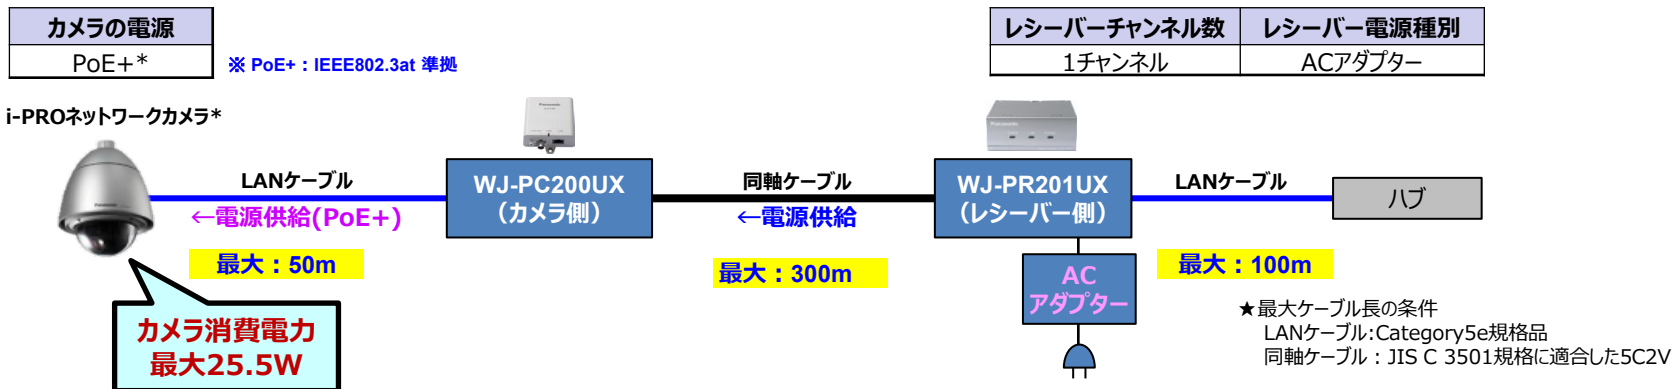 カメラの電源
PoE+*
※ PoE+：IEEE802.3at 準拠
レシーバーチャンネル数 レシーバー電源種別
1チャンネル ACアダプター
i-PROネットワークカメラ*
Panasonic
Panasonic
LANケーブル
←電源供給(PoE+)
最大：50m
WJ-PC200UX
（カメラ側）
同軸ケーブル
←電源供給
最大：300m
WJ-PR201UX
（レシーバー側）
LANケーブル
最大：100m
ハブ
AC
アダプター
カメラ消費電力
最大25.5W
★最大ケーブル長の条件
LANケーブル:Category5e規格品
同軸ケーブル：JIS C 3501規格に適合した5C2V